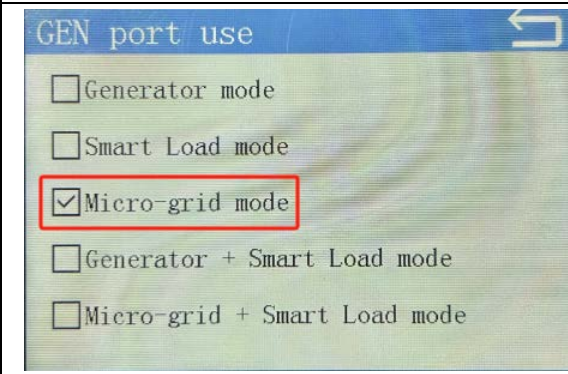 GEN port use
Generator mode
Smart Load mode
Micro-grid mode
Generator + Smart Load mode
Micro-grid + Smart Load mode